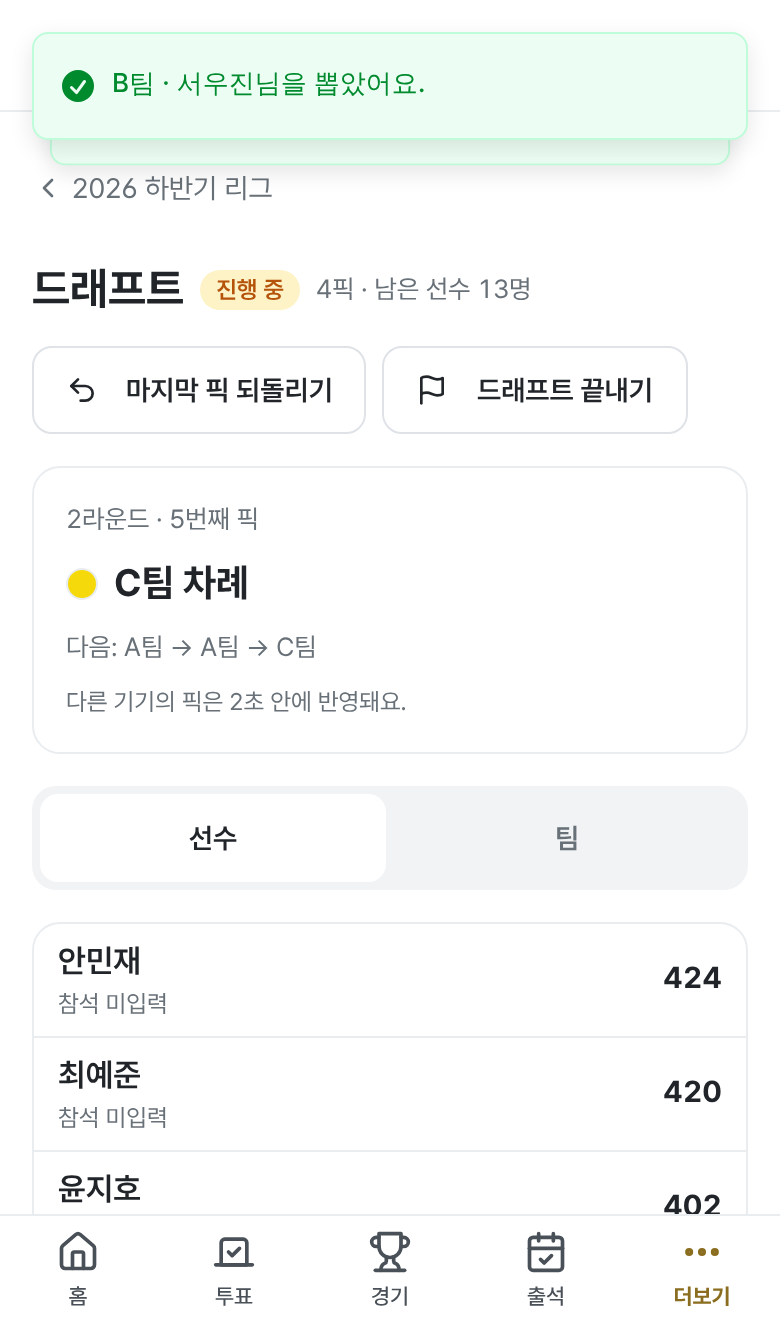 B팀 · 서우진님을 뽑았어요.
2026 하반기 리그
드래프트 진행 중 4픽 · 남은 선수 13명
마지막 픽 되돌리기 드래프트 끝내기
2라운드 · 5번째 픽
C팀 차례
다음: A팀 → A팀 → C팀
다른 기기의 픽은 2초 안에 반영돼요.
선수 팀
안민재 424
참석 미입력
최예준 420
참석 미입력
윤지호 402
홈 투표 경기 출석 더보기